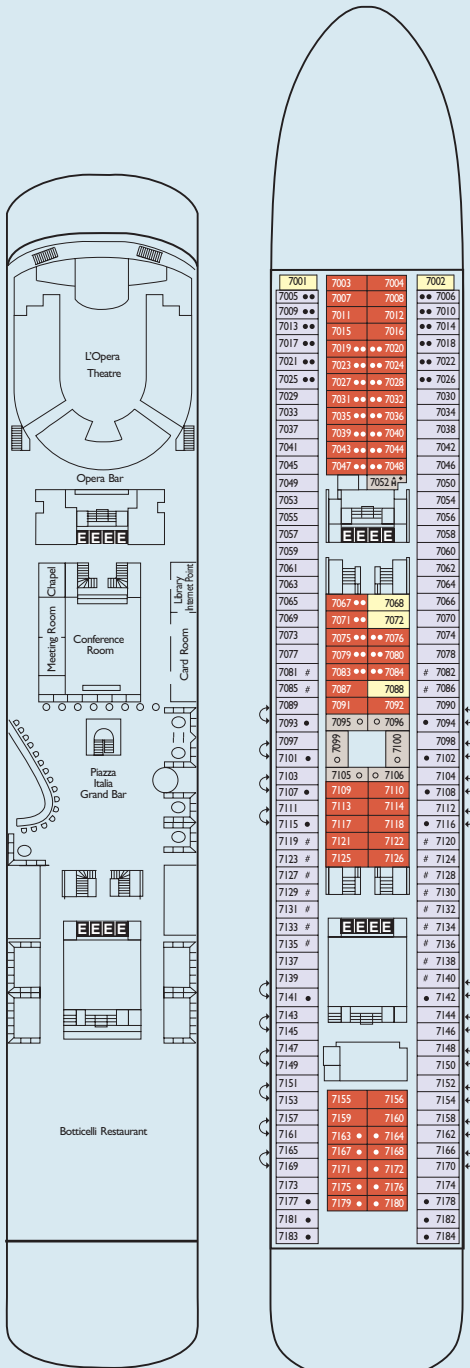 L'Opera
Theatre
Opera Bar
E E E E
Chapel
Meeting Room
Conference
Room
Library
Internet Point
Card Room
Piazza
Italia
Grand Bar
E E E E
Botticelli Restaurant
7001 7003 7004 7002
7005 •• 7007 7008 •• 7006
7009 •• 7011 7012 •• 7010
7013 •• 7015 7016 •• 7014
7017 •• 7019 •• •• 7020 •• 7018
7021 •• 7023 •• •• 7024 •• 7022
7025 •• 7027 •• •• 7028 •• 7026
7029 7031 •• •• 7032 7030
7033 7035 •• •• 7036 7034
7037 7039 •• •• 7040 7038
7041 7043 •• •• 7044 7042
7045 7047 •• •• 7048 7046
7049 7052 H 7050
7053 7054
7055 7056
7057 E E E E 7058
7059 7060
7061 7062
7063 7064
7065 7067 •• 7068 7066
7069 7071 •• 7072 7070
7073 7075 •• •• 7076 7074
7077 7079 •• •• 7080 7078
7081 # 7083 •• •• 7084 # 7082
7085 # 7087 7088 # 7086
7089 7091 7092 7090
7093 • 7095 ○ ○ 7096 • 7094
7097 7099 ○ 7100 ○ 7098
7101 • • 7102
7103 7105 ○ ○ 7106 7104
7107 • 7109 7110 • 7108
7111 7113 7114 7112
7115 • 7117 7118 • 7116
7119 # 7121 7122 # 7120
7123 # 7125 7126 # 7124
7127 # # 7128
7129 # # 7130
7131 # # 7132
7133 # E E E E # 7134
7135 # # 7136
7137 # 7138
7139 # 7140
7141 • • 7142
7143 7144
7145 7146
7147 7148
7149 7150
7151 7152
7153 7155 7156 7154
7157 7159 7160 7158
7161 7163 • • 7164 7162
7165 7167 • • 7168 7166
7169 7171 • • 7172 7170
7173 7175 • • 7176 7174
7177 • 7179 • • 7180 • 7178
7181 • • 7182
7183 • • 7184